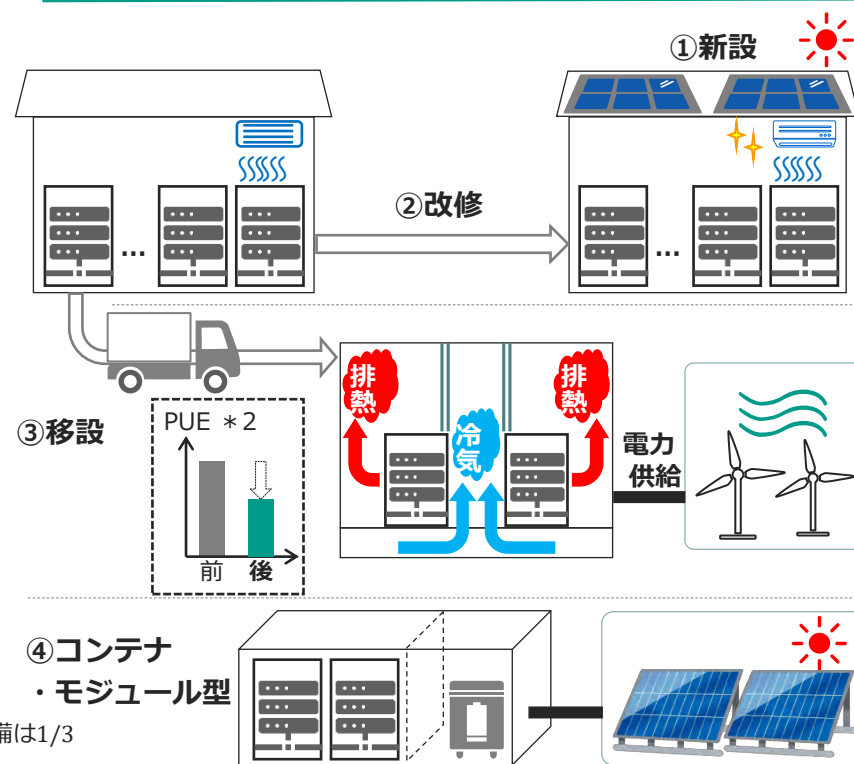 ①新設
②改修
...
...
③移設
PUE ＊2
前
後
排
熱
冷
気
排
熱
電力
供給
④コンテナ
・モジュール型
備は1/3